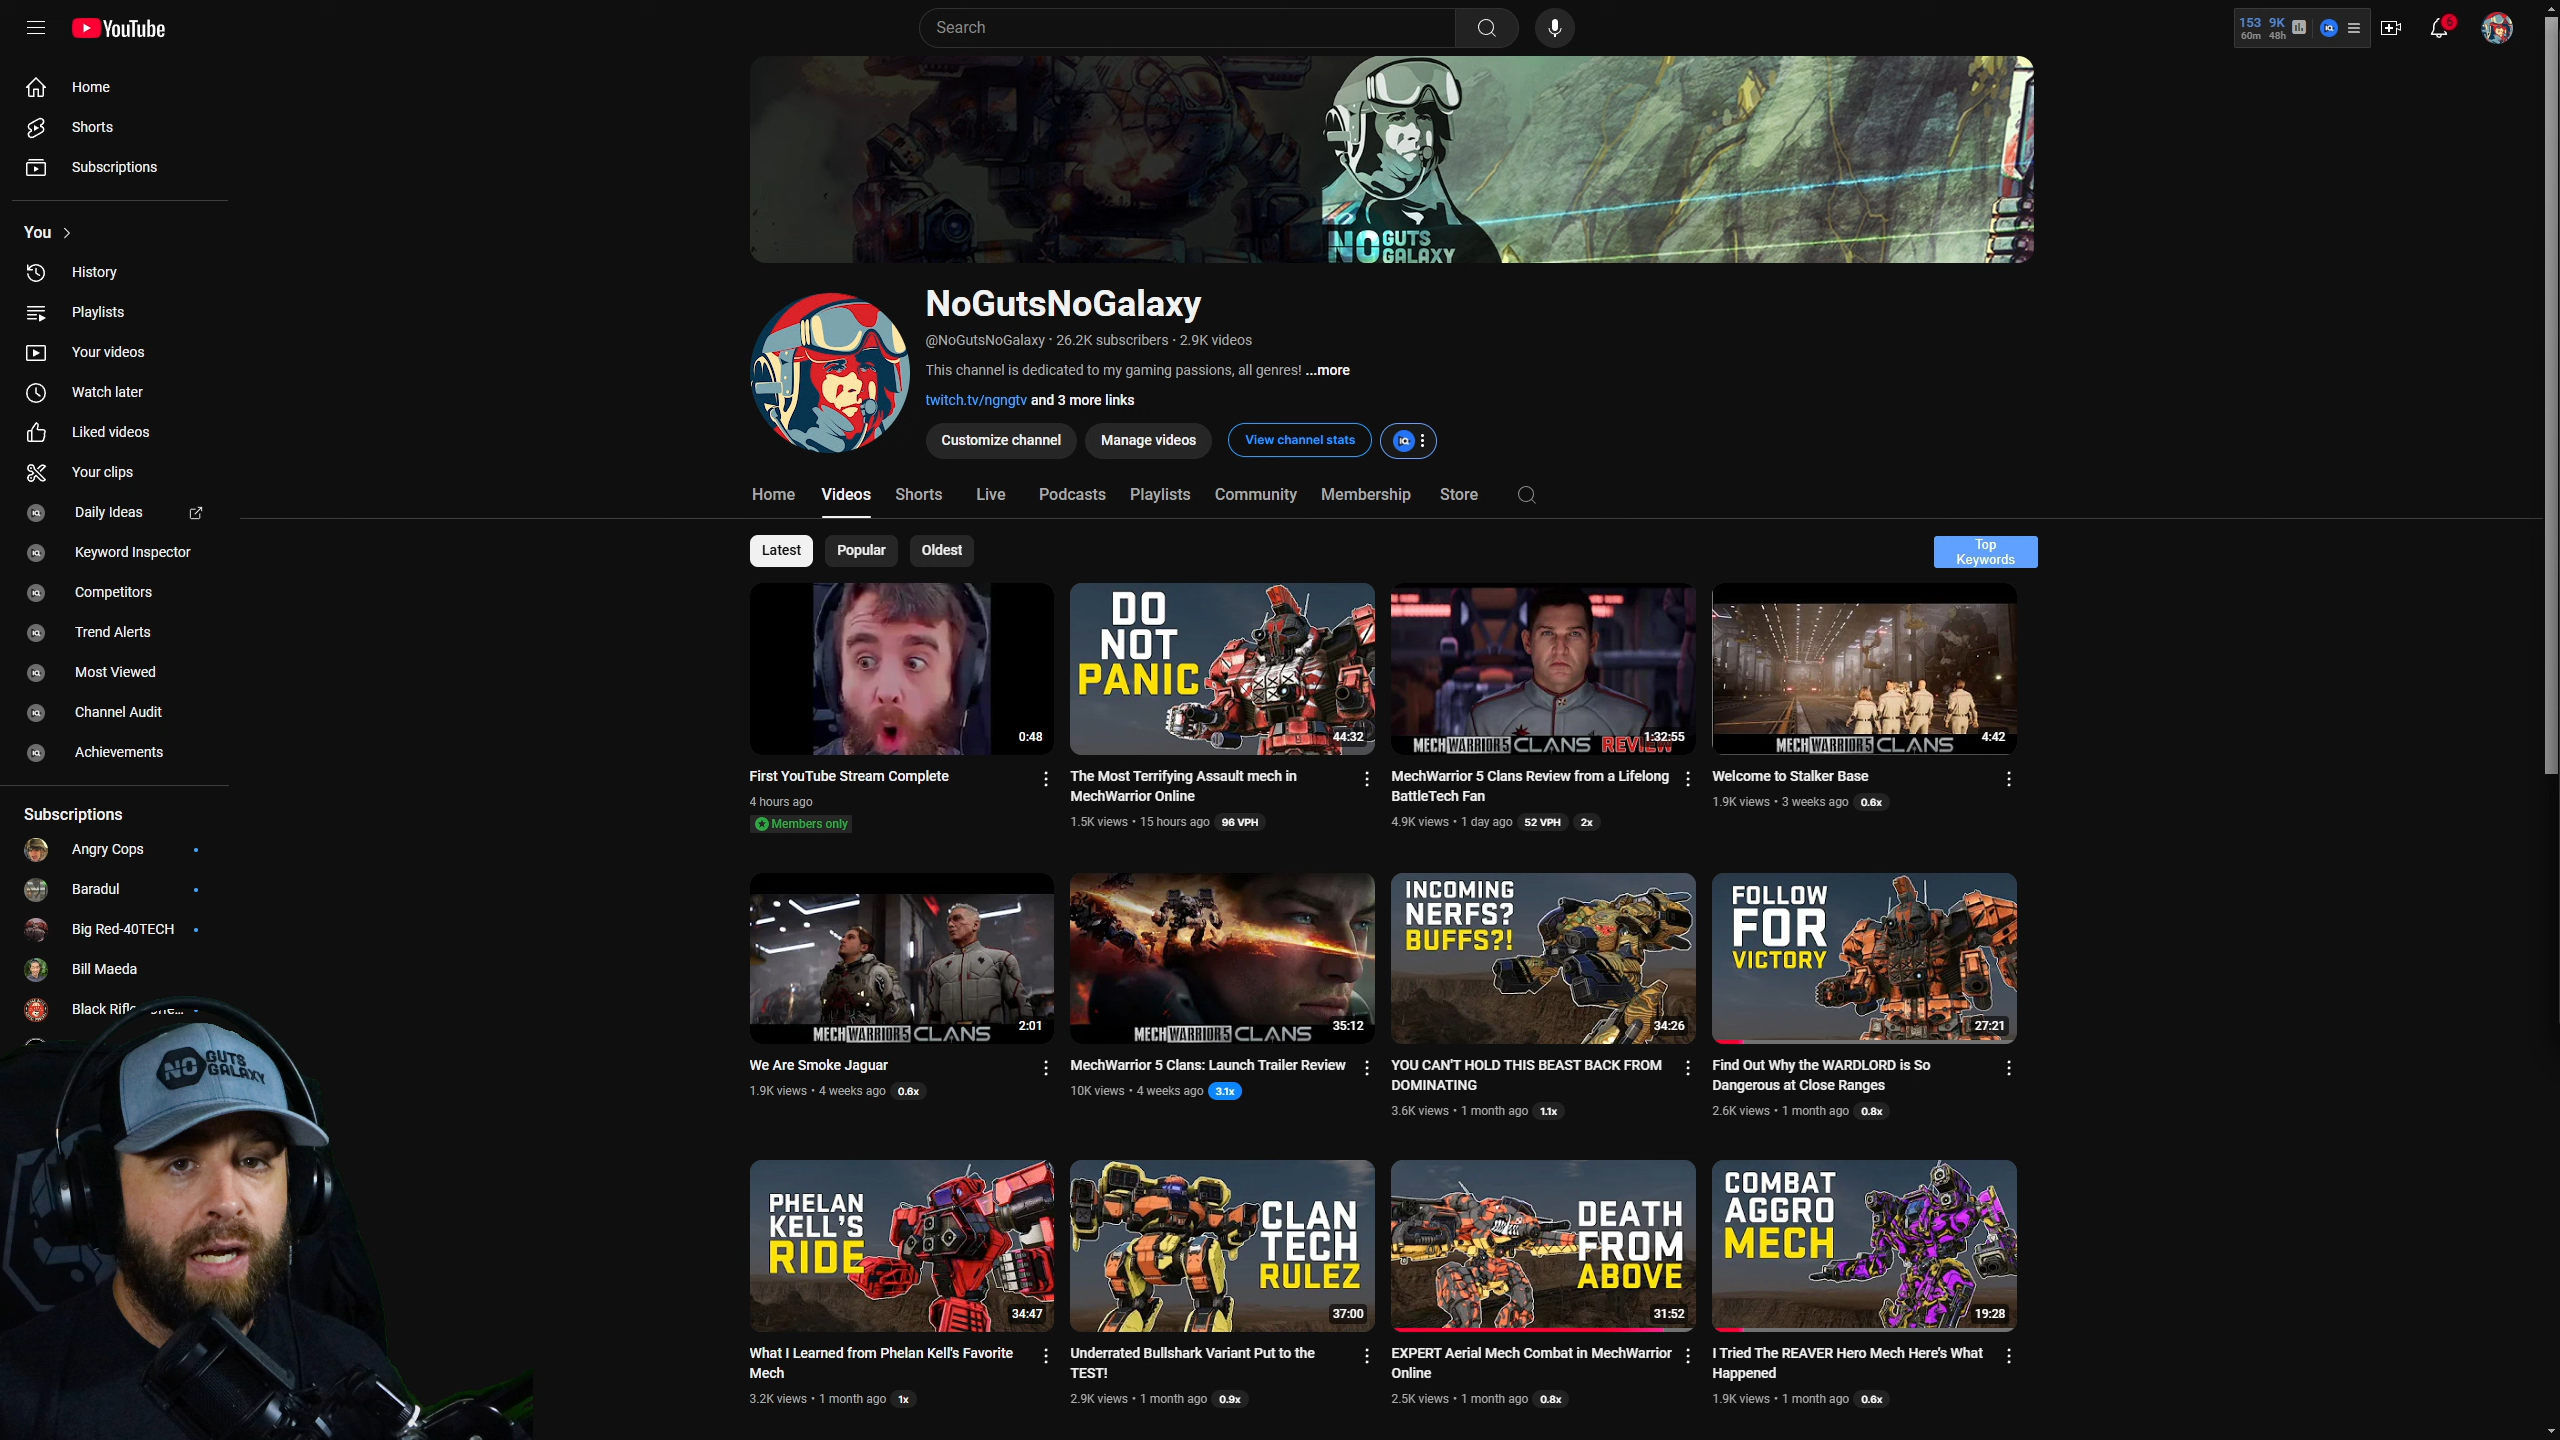 YouTube
Search
153 9K
60m 48h
6
Home
Shorts
Subscriptions
You
History
Playlists
Your videos
Watch later
Liked videos
Your clips
Daily Ideas
Keyword Inspector
Competitors
Trend Alerts
Most Viewed
Channel Audit
Achievements
Subscriptions
Angry Cops
Baradul
Big Red-40TECH
Bill Maeda
NO GUTS
GALAXY
NO GUTS
GALAXY
NoGutsNoGalaxy
@NoGutsNoGalaxy • 26.2K subscribers • 2.9K videos
This channel is dedicated to my gaming passions, all genres! ...more
twitch.tv/ngngtv and 3 more links
Customize channel
Manage videos
View channel stats
Home
Videos
Shorts
Live
Podcasts
Playlists
Community
Membership
Store
Latest
Popular
Oldest
Top
Keywords
0:48
First YouTube Stream Complete
4 hours ago
Members only
DO
NOT
PANIC
44:32
The Most Terrifying Assault mech in
MechWarrior Online
1.5K views • 15 hours ago 96 VPH
MECHWARRIOR 5 CLANS REVIEW
1:32:55
MechWarrior 5 Clans Review from a Lifelong
BattleTech Fan
4.9K views • 1 day ago 52 VPH 2x
MECHWARRIOR 5 CLANS
4:42
Welcome to Stalker Base
1.9K views • 3 weeks ago 0.6x
MECHWARRIOR 5 CLANS
2:01
We Are Smoke Jaguar
1.9K views • 4 weeks ago 0.6x
MECHWARRIOR 5 CLANS
35:12
MechWarrior 5 Clans: Launch Trailer Review
10K views • 4 weeks ago 3.1x
INCOMING
NERFS?
BUFFS?!
34:26
YOU CAN'T HOLD THIS BEAST BACK FROM
DOMINATING
3.6K views • 1 month ago 1.1x
FOLLOW
FOR
VICTORY
27:21
Find Out Why the WARDLORD is So
Dangerous at Close Ranges
2.6K views • 1 month ago 0.8x
PHELAN
KELL'S
RIDE
34:47
What I Learned from Phelan Kell's Favorite
Mech
3.2K views • 1 month ago 1x
CLAN
TECH
RULEZ
37:00
Underrated Bullshark Variant Put to the
TEST!
2.9K views • 1 month ago 0.9x
DEATH
FROM
ABOVE
31:52
EXPERT Aerial Mech Combat in MechWarrior
Online
2.5K views • 1 month ago 0.8x
COMBAT
AGGRO
MECH
19:28
I Tried The REAVER Hero Mech Here's What
Happened
1.9K views • 1 month ago 0.6x